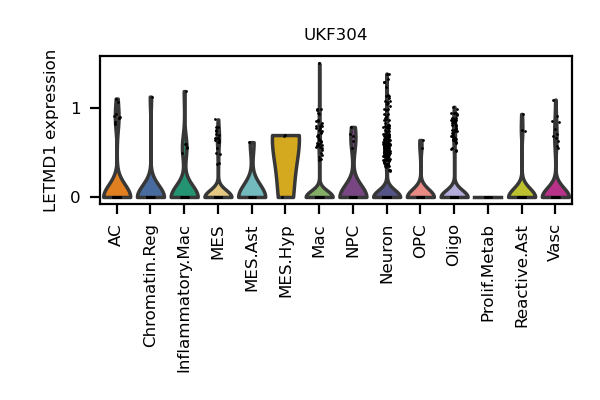 UKF304
LETMD1 expression
1
0
AC
Chromatin.Reg
Inflammatory.Mac
MES
MES.Ast
MES.Hyp
Mac
NPC
Neuron
OPC
Oligo
Prolif.Metab
Reactive.Ast
Vasc